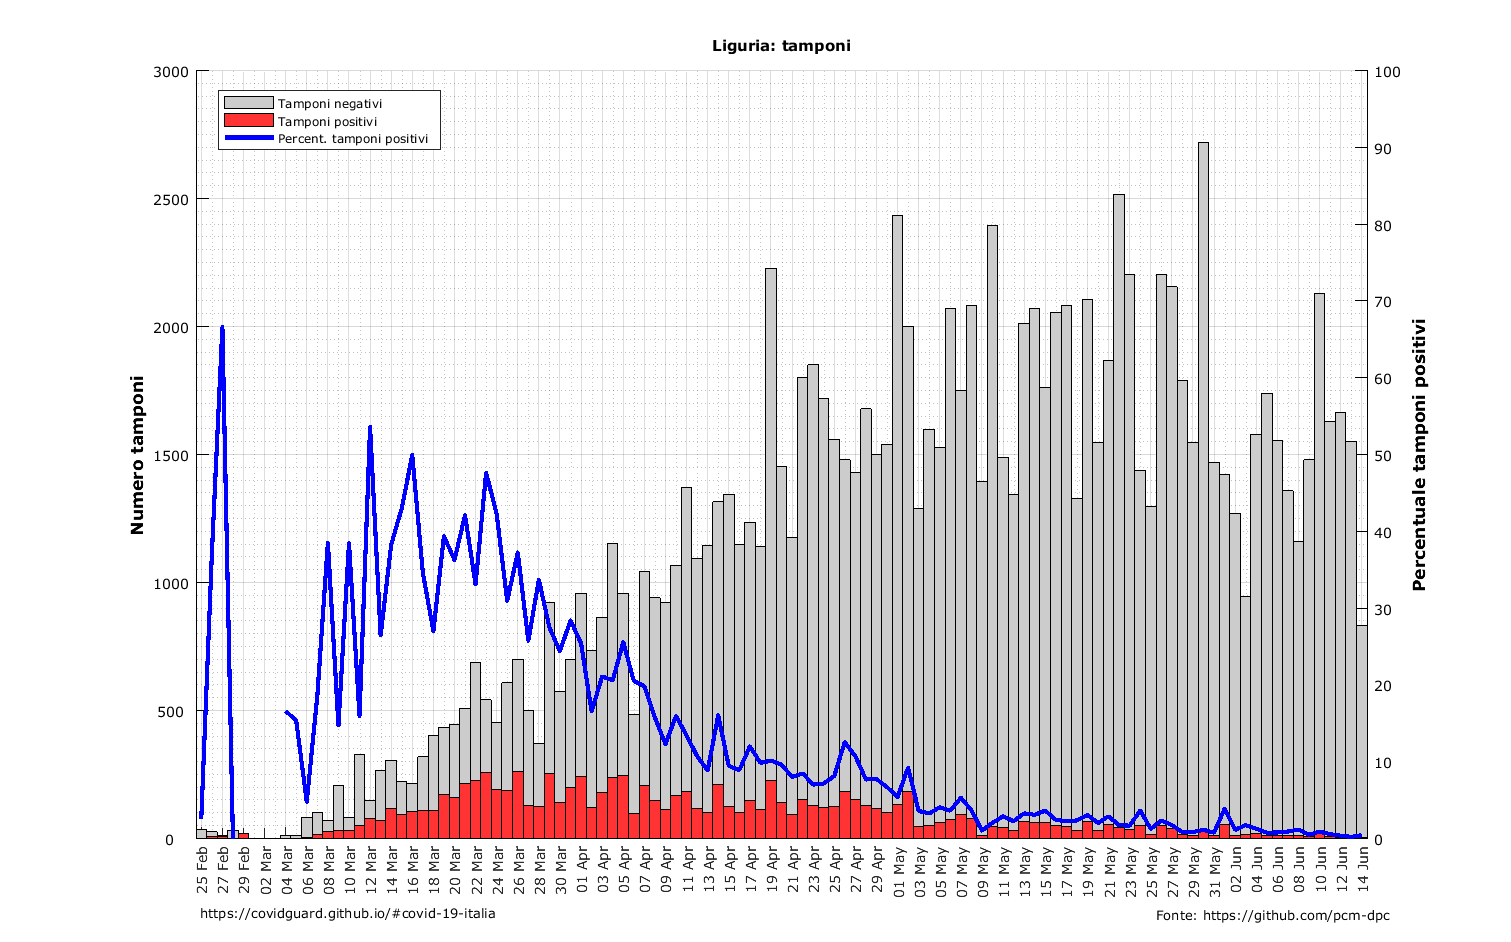 Liguria: tamponi
Tamponi negativi
Tamponi positivi
Percent. tamponi positivi
Numero tamponi
3000
2500
2000
1500
1000
500
0
Percentuale tamponi positivi
100
90
80
70
60
50
40
30
20
10
0
25 Feb
27 Feb
29 Feb
02 Mar
04 Mar
06 Mar
08 Mar
10 Mar
12 Mar
14 Mar
16 Mar
18 Mar
20 Mar
22 Mar
24 Mar
26 Mar
28 Mar
30 Mar
01 Apr
03 Apr
05 Apr
07 Apr
09 Apr
11 Apr
13 Apr
15 Apr
17 Apr
19 Apr
21 Apr
23 Apr
25 Apr
27 Apr
29 Apr
01 May
03 May
05 May
07 May
09 May
11 May
13 May
15 May
17 May
19 May
21 May
23 May
25 May
27 May
29 May
31 May
02 Jun
04 Jun
06 Jun
08 Jun
10 Jun
12 Jun
14 Jun
https://covidguard.github.io/#covid-19-italia
Fonte: https://github.com/pcm-dpc